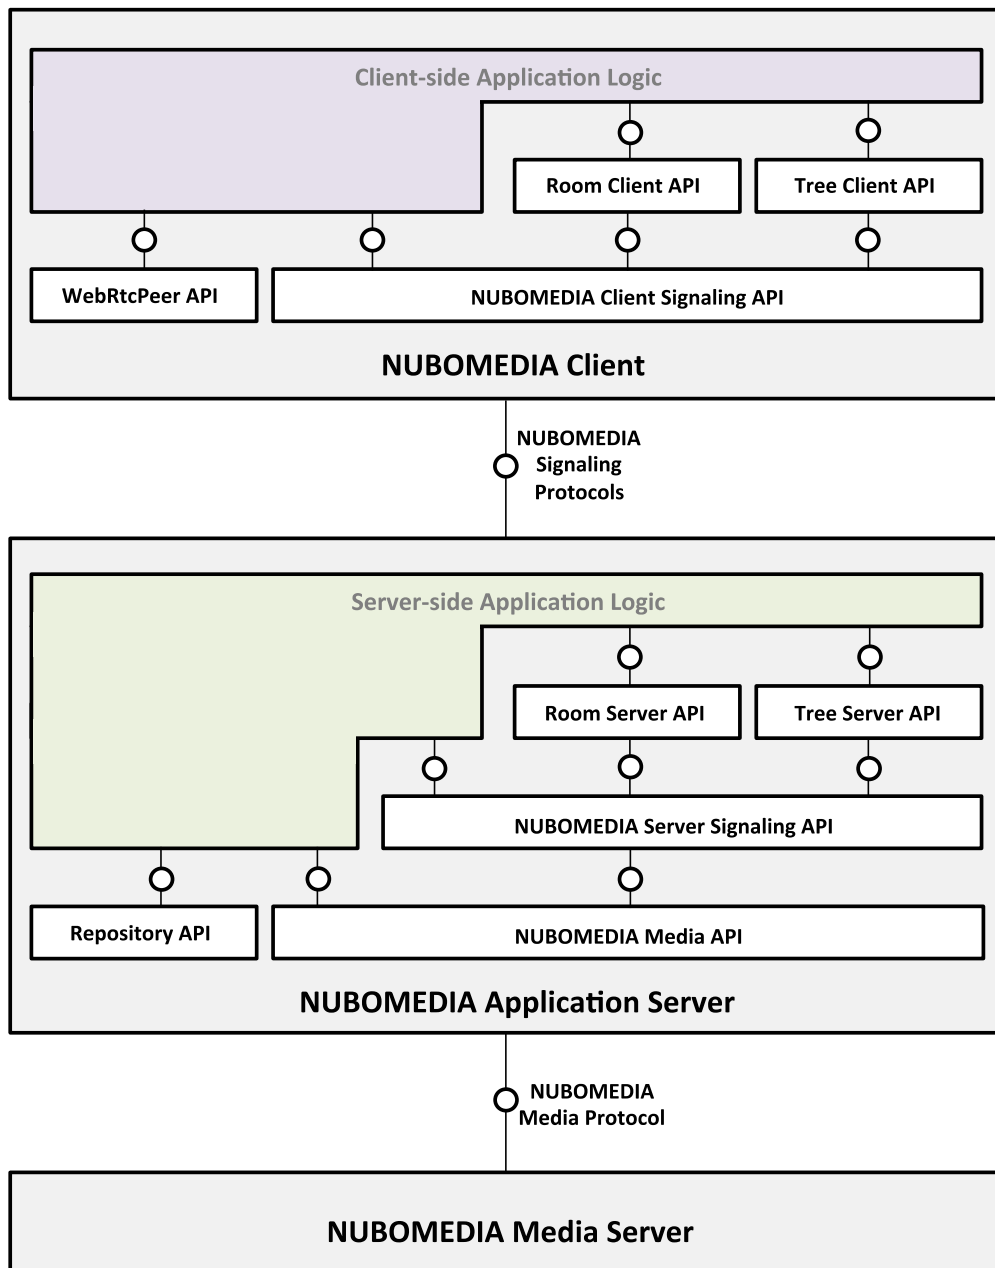 Client-side Application Logic
Room Client API
Tree Client API
WebRtcPeer API
NUBOMEDIA Client Signaling API
NUBOMEDIA Client
NUBOMEDIA
Signaling
Protocols
Server-side Application Logic
Room Server API
Tree Server API
NUBOMEDIA Server Signaling API
Repository API
NUBOMEDIA Media API
NUBOMEDIA Application Server
NUBOMEDIA
Media Protocol
NUBOMEDIA Media Server